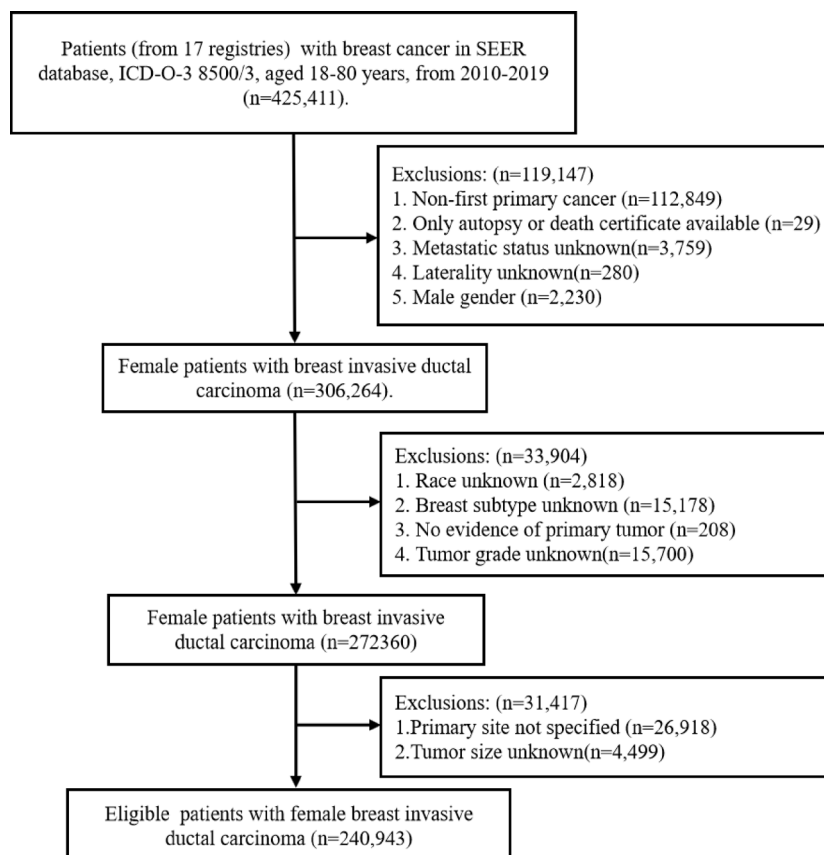 Patients (from 17 registries)  with breast cancer in SEER
database, ICD-O-3 8500/3, aged 18-80 years, from 2010-2019
(n=425,411).
Exclusions: (n=119,147)
1. Non-first primary cancer (n=112,849)
2. Only autopsy or death certificate available (n=29)
3. Metastatic status unknown(n=3,759)
4. Laterality unknown(n=280)
5. Male gender (n=2,230)
Female patients with breast invasive ductal
carcinoma (n=306,264).
Exclusions: (n=33,904)
1. Race unknown (n=2,818)
2. Breast subtype unknown (n=15,178)
3. No evidence of primary tumor (n=208)
4. Tumor grade unknown(n=15,700)
Female patients with breast invasive
ductal carcinoma (n=272360)
Exclusions: (n=31,417)
1.Primary site not specified (n=26,918)
2.Tumor size unknown(n=4,499)
Eligible  patients with female breast invasive
ductal carcinoma (n=240,943)